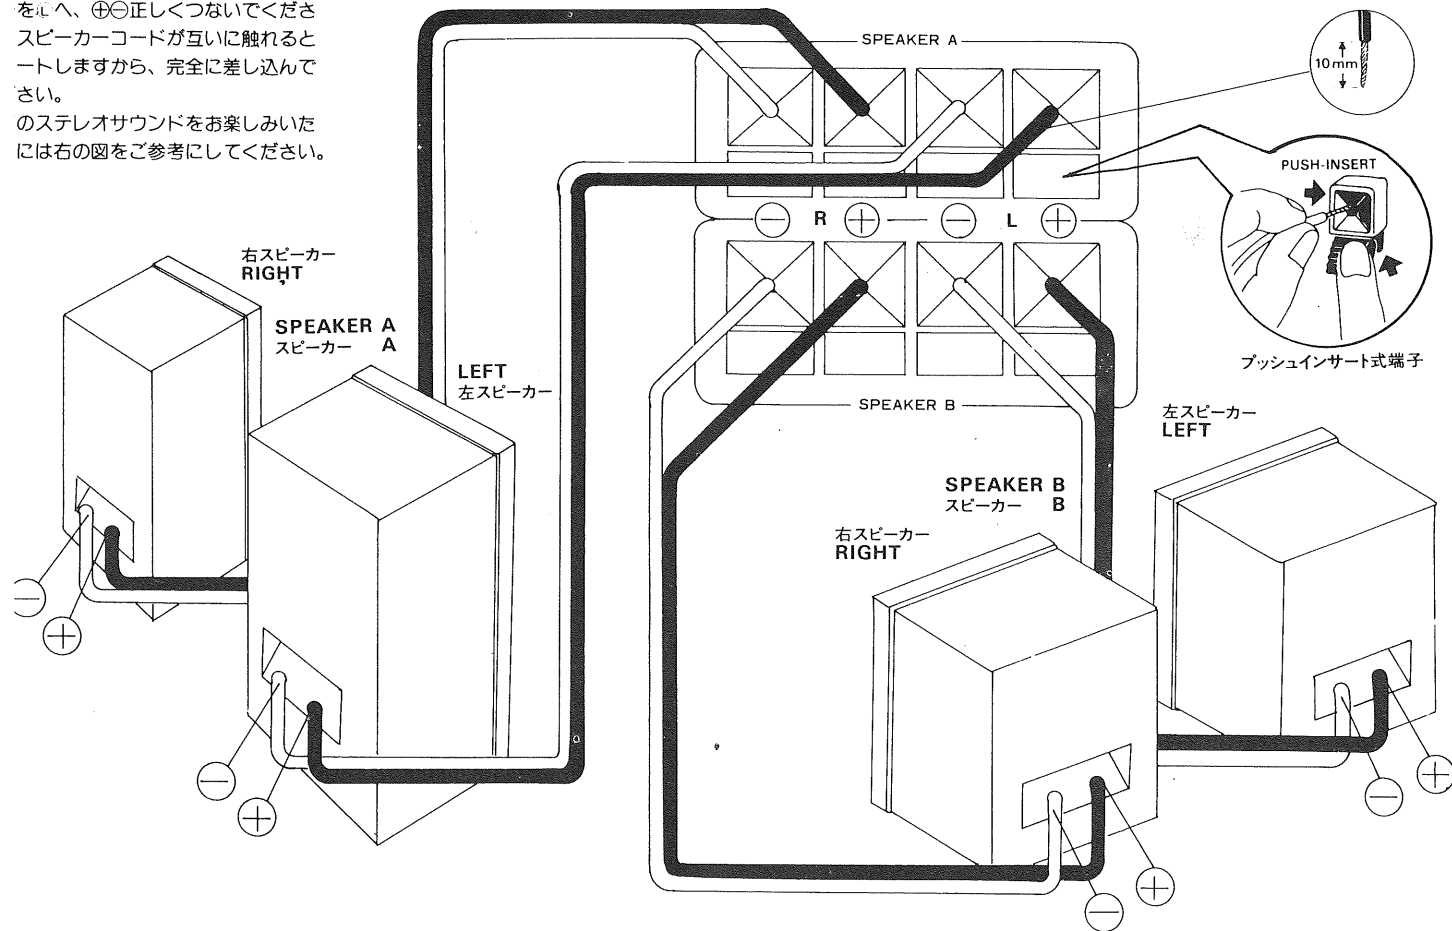 をLへ、⊕⊖正しくつないでくださ
スピーカーコードが互いに触れると
ートしますから、完全に差し込んで
さい。
のステレオサウンドをお楽しみいた
には右の図をご参考にしてください。
SPEAKER A
10mm
PUSH-INSERT
プッシュインサート式端子
⊖ R ⊕ ⊖ L ⊕
SPEAKER B
右スピーカー
RIGHT
SPEAKER A
スピーカー A
LEFT
左スピーカー
⊖
⊕
⊖
⊕
左スピーカー
LEFT
SPEAKER B
スピーカー B
右スピーカー
RIGHT
⊖
⊕
⊖
⊕